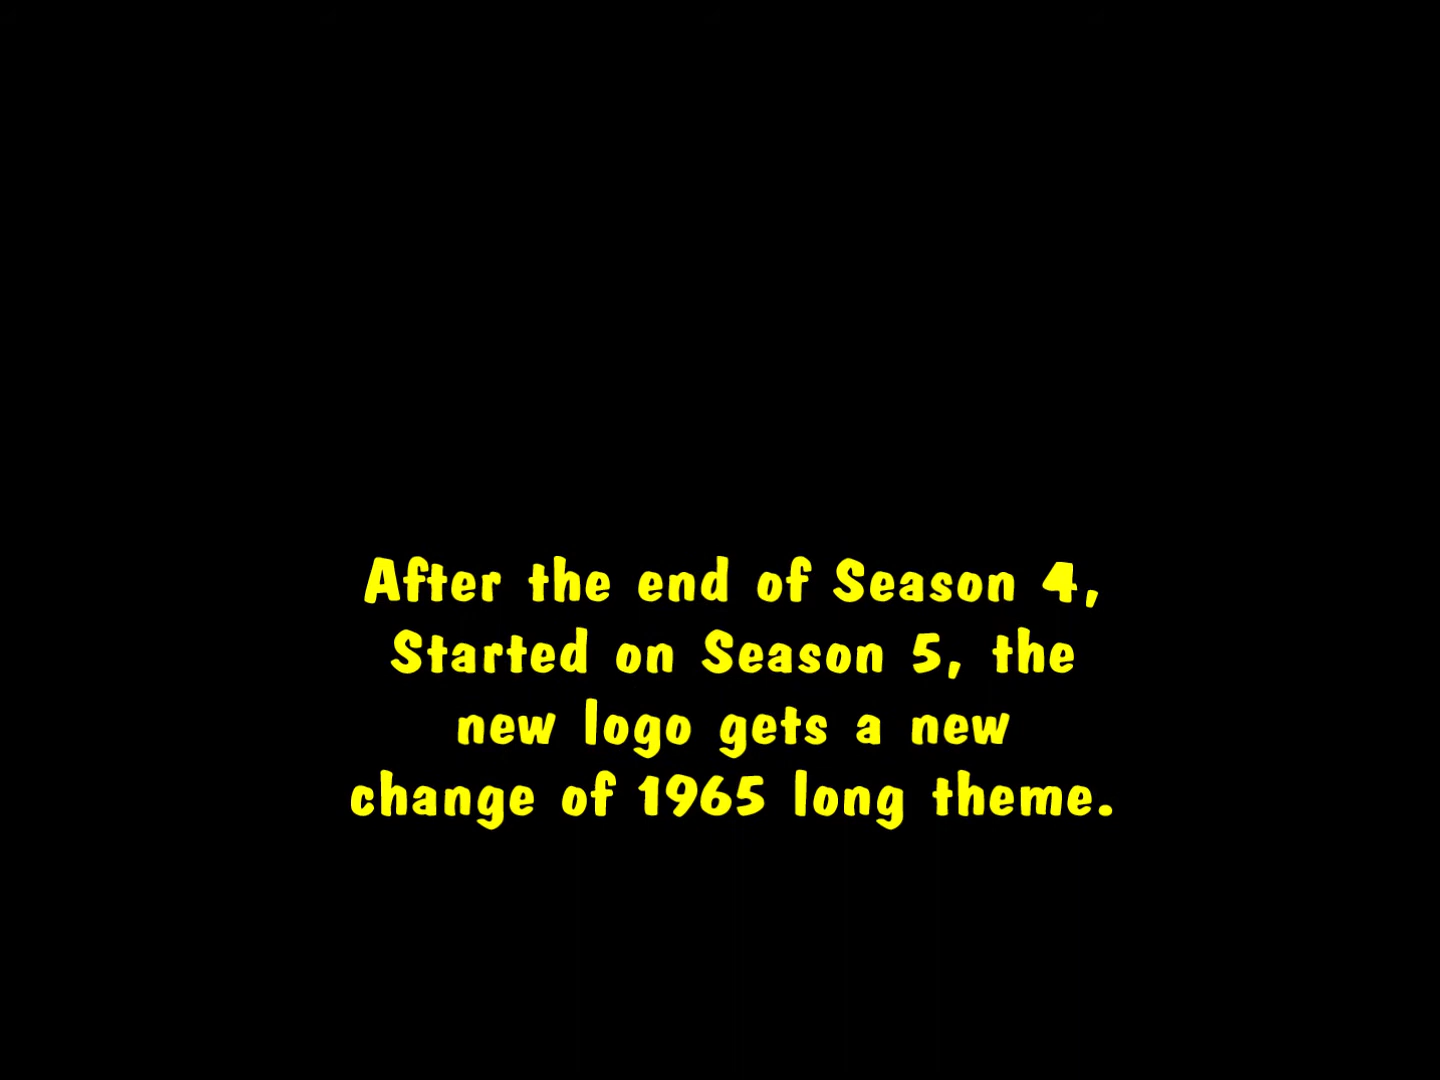 After the end of Season 4,
Started on Season 5, the
new logo gets a new
change of 1965 long theme.